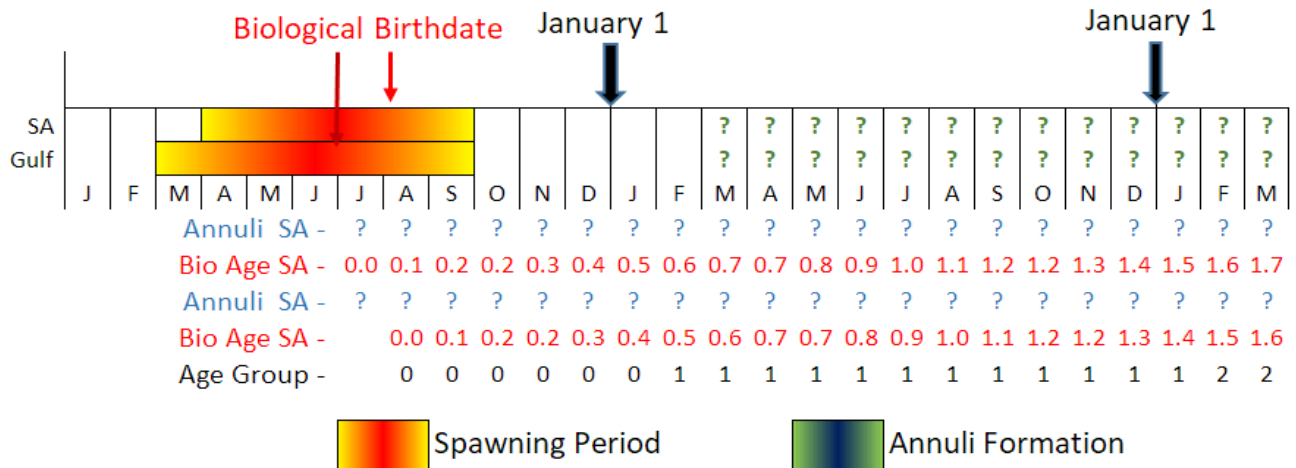 Biological Birthdate January 1 January 1
SA ? ? ? ? ? ? ? ? ? ? ? ? ?
Gulf ? ? ? ? ? ? ? ? ? ? ? ? ?
J F M A M J J A S O N D J F M A M J J A S O N D J F M
Annuli SA - ? ? ? ? ? ? ? ? ? ? ? ? ? ? ? ? ? ? ? ? ?
Bio Age SA - 0.0 0.1 0.2 0.2 0.3 0.4 0.5 0.6 0.7 0.7 0.8 0.9 1.0 1.1 1.2 1.2 1.3 1.4 1.5 1.6 1.7
Annuli SA - ? ? ? ? ? ? ? ? ? ? ? ? ? ? ? ? ? ? ? ? ?
Bio Age SA - 0.0 0.1 0.2 0.2 0.3 0.4 0.5 0.6 0.7 0.7 0.8 0.9 1.0 1.1 1.2 1.2 1.3 1.4 1.5 1.6
Age Group - 0 0 0 0 0 0 1 1 1 1 1 1 1 1 1 1 1 1 2 2
Spawning Period Annuli Formation